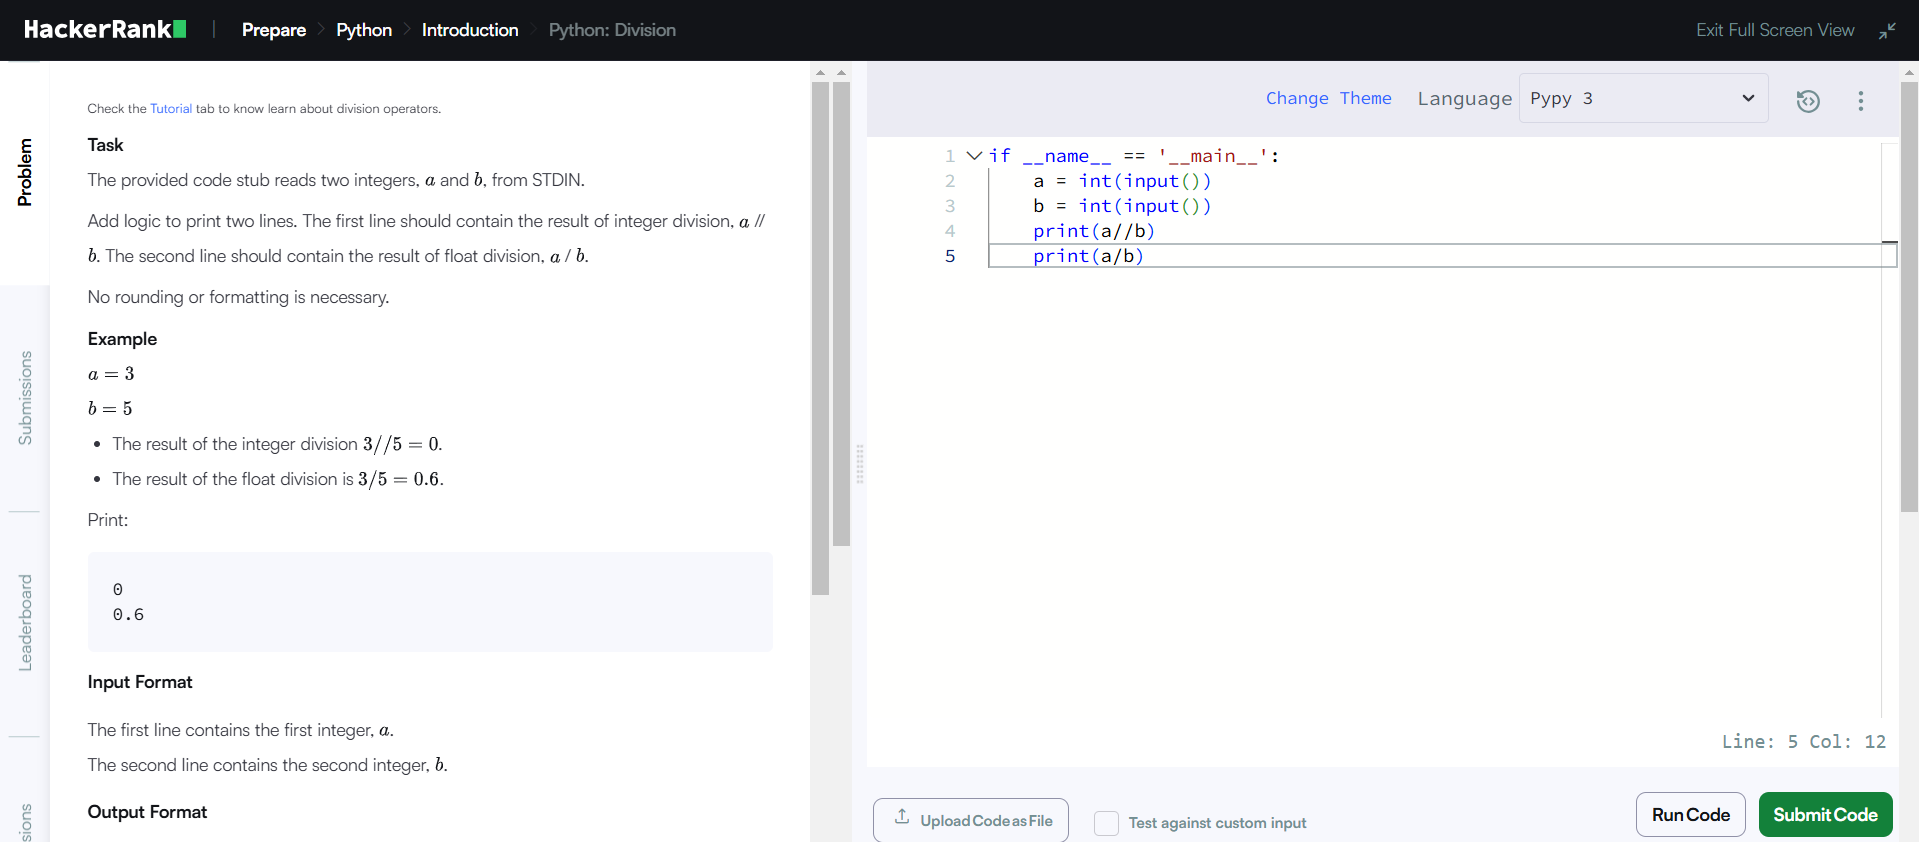 HackerRank
Prepare
Python
Introduction
Python: Division
Exit Full Screen View
Problem
Submissions
Leaderboard
Check the Tutorial tab to know learn about division operators.
Task
The provided code stub reads two integers, a and b, from STDIN.
Add logic to print two lines. The first line should contain the result of integer division, a //
b. The second line should contain the result of float division, a / b.
No rounding or formatting is necessary.
Example
a = 3
b = 5
• The result of the integer division 3//5 = 0.
• The result of the float division is 3/5 = 0.6.
Print:
0
0.6
Input Format
The first line contains the first integer, a.
The second line contains the second integer, b.
Output Format
Change Theme
Language
Pypy 3
1 if __name__ == '__main__':
2 a = int(input())
3 b = int(input())
4 print(a//b)
5 print(a/b)
Line: 5 Col: 12
Upload Code as File
Test against custom input
Run Code
Submit Code